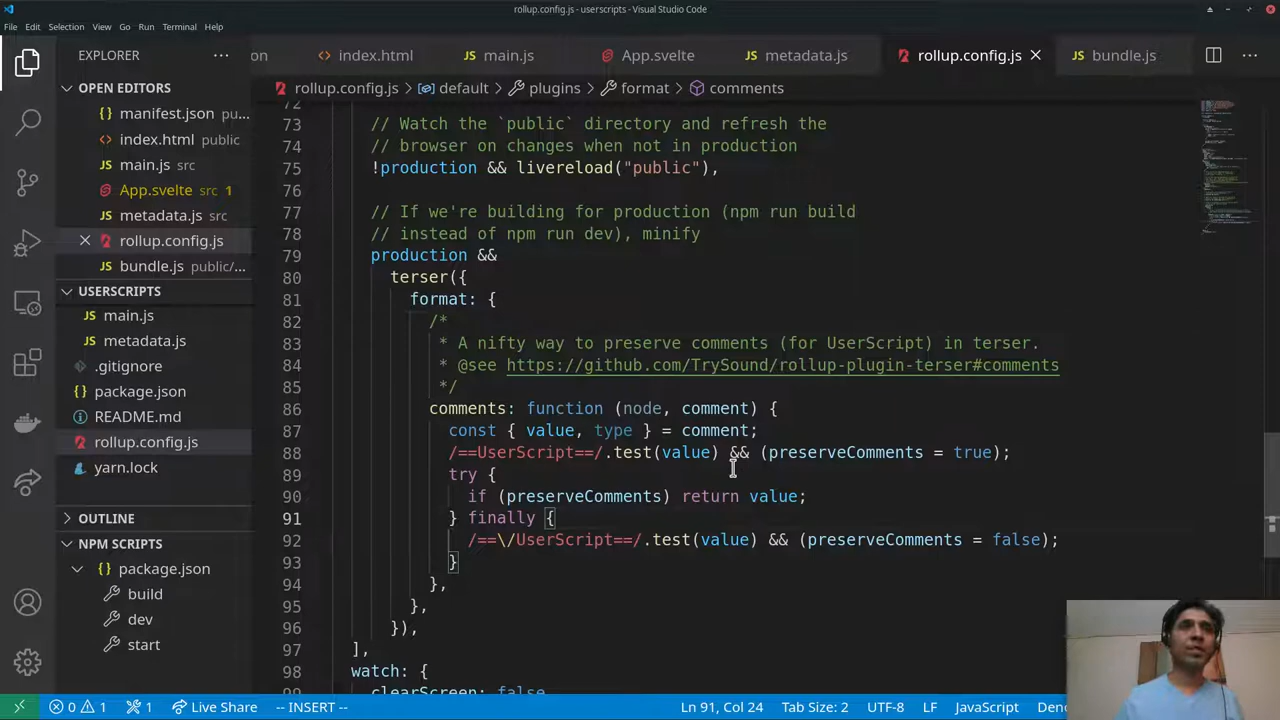 rollup.config.js - userscripts - Visual Studio Code
File Edit Selection View Go Run Terminal Help
EXPLORER
on index.html main.js App.svelte metadata.js rollup.config.js bundle.js
rollup.config.js > default > plugins > format > comments
OPEN EDITORS
manifest.json pu...
index.html public
main.js src
App.svelte src 1
metadata.js src
rollup.config.js
bundle.js public/...
USERSCRIPTS
main.js
metadata.js
.gitignore
package.json
README.md
rollup.config.js
yarn.lock
OUTLINE
NPM SCRIPTS
package.json
build
dev
start
72
73 // Watch the `public` directory and refresh the
74 // browser on changes when not in production
75 !production && livereload("public"),
76
77 // If we're building for production (npm run build
78 // instead of npm run dev), minify
79 production &&
80 terser({
81 format: {
82 /*
83 * A nifty way to preserve comments (for UserScript) in terser.
84 * @see https://github.com/TrySound/rollup-plugin-terser#comments
85 */
86 comments: function (node, comment) {
87 const { value, type } = comment;
88 /==UserScript==/.test(value) && (preserveComments = true);
89 try {
90 if (preserveComments) return value;
91 } finally {
92 /==\/UserScript==/.test(value) && (preserveComments = false);
93 }
94 },
95 },
96 }),
97 ],
98 watch: {
99 clearScreen: false
0 1 1 Live Share -- INSERT -- Ln 91, Col 24 Tab Size: 2 UTF-8 LF JavaScript Deno